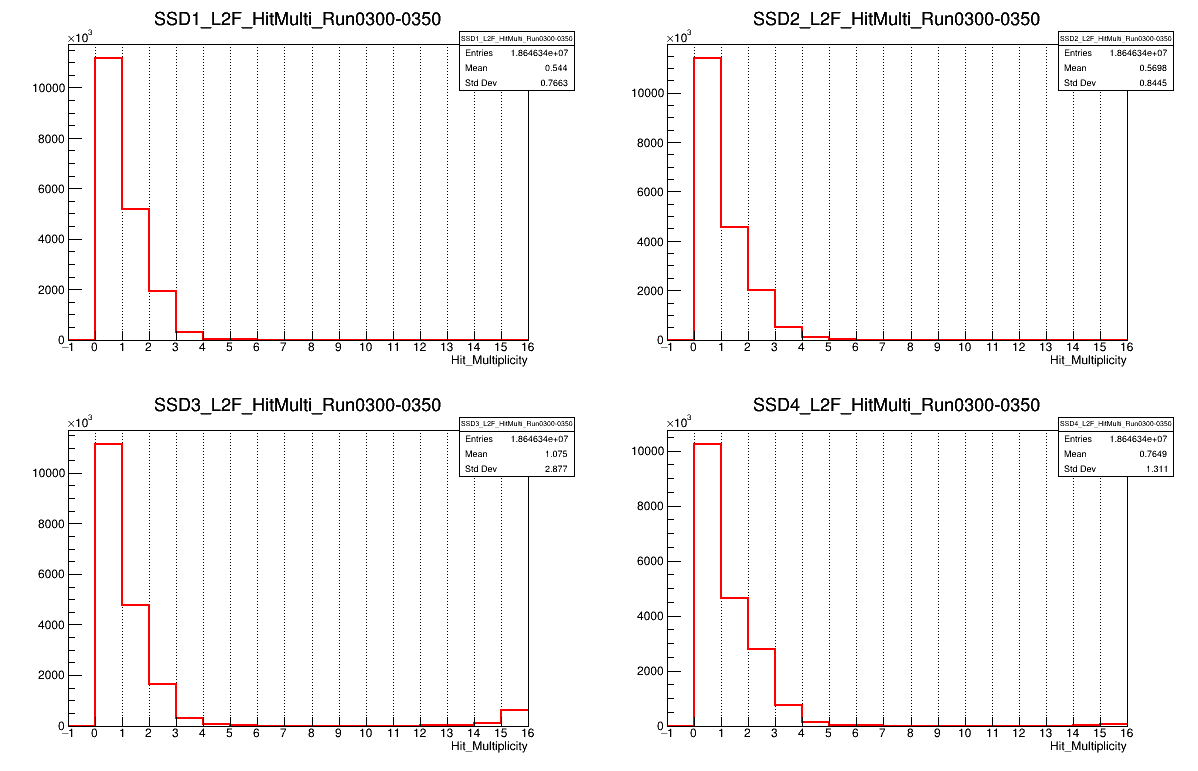 SSD1_L2F_HitMulti_Run0300-0350
×10³
SSD1_L2F_HitMulti_Run0300-0350
Entries 1.864634e+07
Mean 0.544
Std Dev 0.7663
10000
8000
6000
4000
2000
0
−1 0 1 2 3 4 5 6 7 8 9 10 11 12 13 14 15 16
Hit_Multiplicity
SSD2_L2F_HitMulti_Run0300-0350
×10³
SSD2_L2F_HitMulti_Run0300-0350
Entries 1.864634e+07
Mean 0.5698
Std Dev 0.8445
10000
8000
6000
4000
2000
0
−1 0 1 2 3 4 5 6 7 8 9 10 11 12 13 14 15 16
Hit_Multiplicity
SSD3_L2F_HitMulti_Run0300-0350
×10³
SSD3_L2F_HitMulti_Run0300-0350
Entries 1.864634e+07
Mean 1.075
Std Dev 2.877
10000
8000
6000
4000
2000
0
−1 0 1 2 3 4 5 6 7 8 9 10 11 12 13 14 15 16
Hit_Multiplicity
SSD4_L2F_HitMulti_Run0300-0350
×10³
SSD4_L2F_HitMulti_Run0300-0350
Entries 1.864634e+07
Mean 0.7649
Std Dev 1.311
10000
8000
6000
4000
2000
0
−1 0 1 2 3 4 5 6 7 8 9 10 11 12 13 14 15 16
Hit_Multiplicity